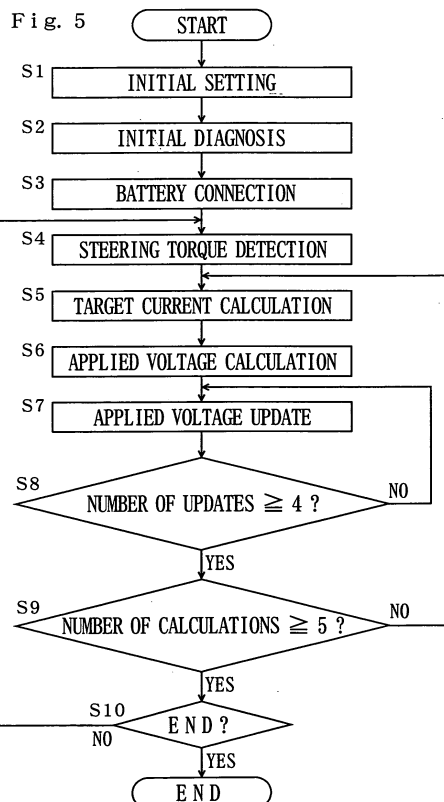 Fig. 5
START
S1
INITIAL SETTING
S2
INITIAL DIAGNOSIS
S3
BATTERY CONNECTION
S4
STEERING TORQUE DETECTION
S5
TARGET CURRENT CALCULATION
S6
APPLIED VOLTAGE CALCULATION
S7
APPLIED VOLTAGE UPDATE
S8
NUMBER OF UPDATES ≧ 4 ?
NO
YES
S9
NUMBER OF CALCULATIONS ≧ 5 ?
NO
YES
S10
END ?
NO
YES
END